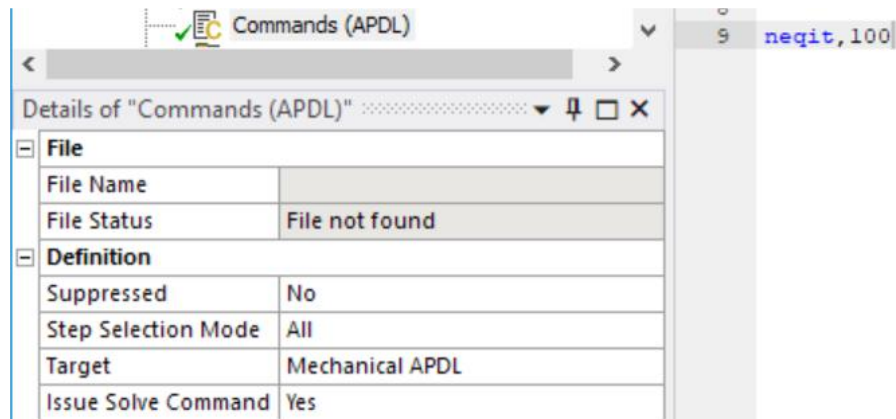 Commands (APDL)
9 neqit,100
Details of "Commands (APDL)"
File
File Name
File Status File not found
Definition
Suppressed No
Step Selection Mode All
Target Mechanical APDL
Issue Solve Command Yes